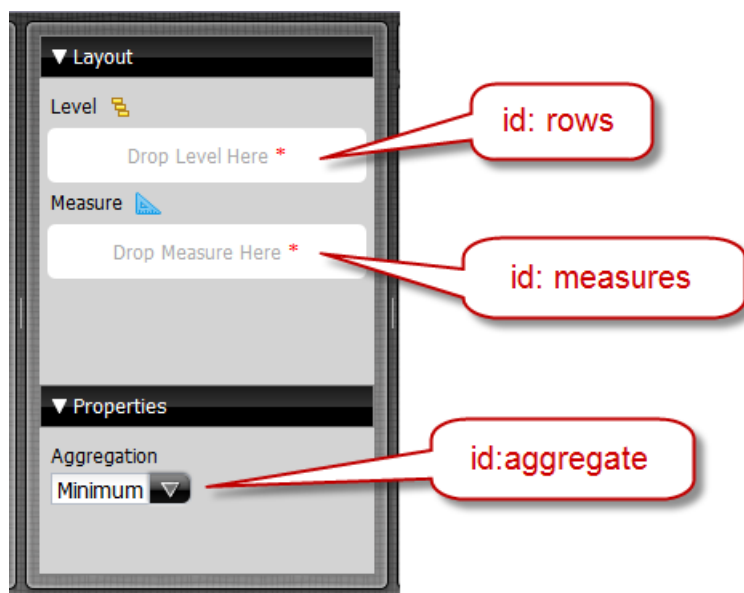 Layout
Level
Drop Level Here *
id: rows
Measure
Drop Measure Here *
id: measures
Properties
Aggregation
Minimum
id:aggregate